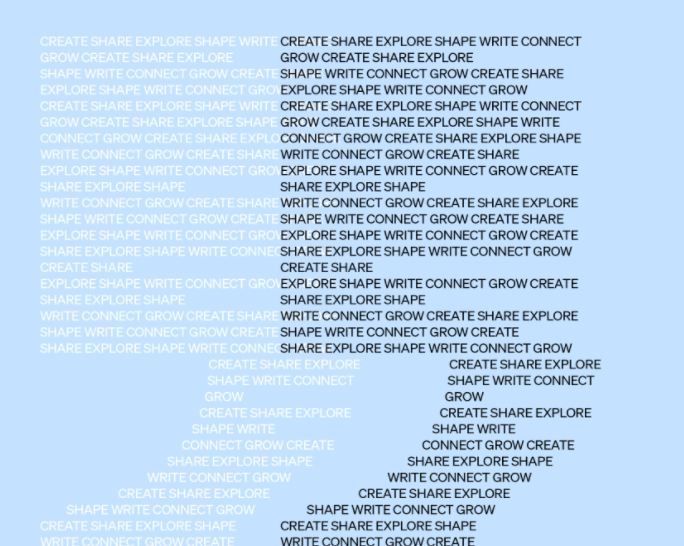 CREATE SHARE EXPLORE SHAPE WRITE CREATE SHARE EXPLORE SHAPE WRITE CONNECT
GROW CREATE SHARE EXPLORE GROW CREATE SHARE EXPLORE
SHAPE WRITE CONNECT GROW CREATE SHAPE WRITE CONNECT GROW CREATE SHARE
EXPLORE SHAPE WRITE CONNECT EXPLORE SHAPE WRITE CONNECT GROW
CREATE SHARE EXPLORE SHAPE WRITE CREATE SHARE EXPLORE SHAPE WRITE CONNECT
GROW CREATE SHARE EXPLORE SHAPE GROW CREATE SHARE EXPLORE SHAPE WRITE
CONNECT GROW CREATE SHARE CONNECT GROW CREATE SHARE EXPLORE SHAPE
WRITE CONNECT GROW CREATE SHARE WRITE CONNECT GROW CREATE SHARE
EXPLORE SHAPE WRITE CONNECT EXPLORE SHAPE WRITE CONNECT GROW CREATE
SHARE EXPLORE SHAPE SHARE EXPLORE SHAPE
WRITE CONNECT GROW CREATE SHARE WRITE CONNECT GROW CREATE SHARE EXPLORE
SHAPE WRITE CONNECT GROW CREATE SHAPE WRITE CONNECT GROW CREATE SHARE
EXPLORE SHAPE WRITE CONNECT EXPLORE SHAPE WRITE CONNECT GROW CREATE
SHARE EXPLORE SHAPE WRITE SHARE EXPLORE SHAPE WRITE CONNECT GROW
CREATE SHARE CREATE SHARE
EXPLORE SHAPE WRITE CONNECT EXPLORE SHAPE WRITE CONNECT GROW CREATE
SHARE EXPLORE SHAPE SHARE EXPLORE SHAPE
WRITE CONNECT GROW CREATE SHARE WRITE CONNECT GROW CREATE SHARE EXPLORE
SHAPE WRITE CONNECT GROW CREATE SHAPE WRITE CONNECT GROW CREATE
SHARE EXPLORE SHAPE WRITE SHARE EXPLORE SHAPE WRITE CONNECT GROW
CREATE SHARE EXPLORE CREATE SHARE EXPLORE
SHAPE WRITE CONNECT SHAPE WRITE CONNECT
GROW GROW
CREATE SHARE EXPLORE CREATE SHARE EXPLORE
SHAPE WRITE SHAPE WRITE
CONNECT GROW CREATE CONNECT GROW CREATE
SHARE EXPLORE SHAPE SHARE EXPLORE SHAPE
WRITE CONNECT GROW WRITE CONNECT GROW
CREATE SHARE EXPLORE CREATE SHARE EXPLORE
SHAPE WRITE CONNECT GROW SHAPE WRITE CONNECT GROW
CREATE SHARE EXPLORE SHAPE CREATE SHARE EXPLORE SHAPE
WRITE CONNECT GROW CREATE WRITE CONNECT GROW CREATE